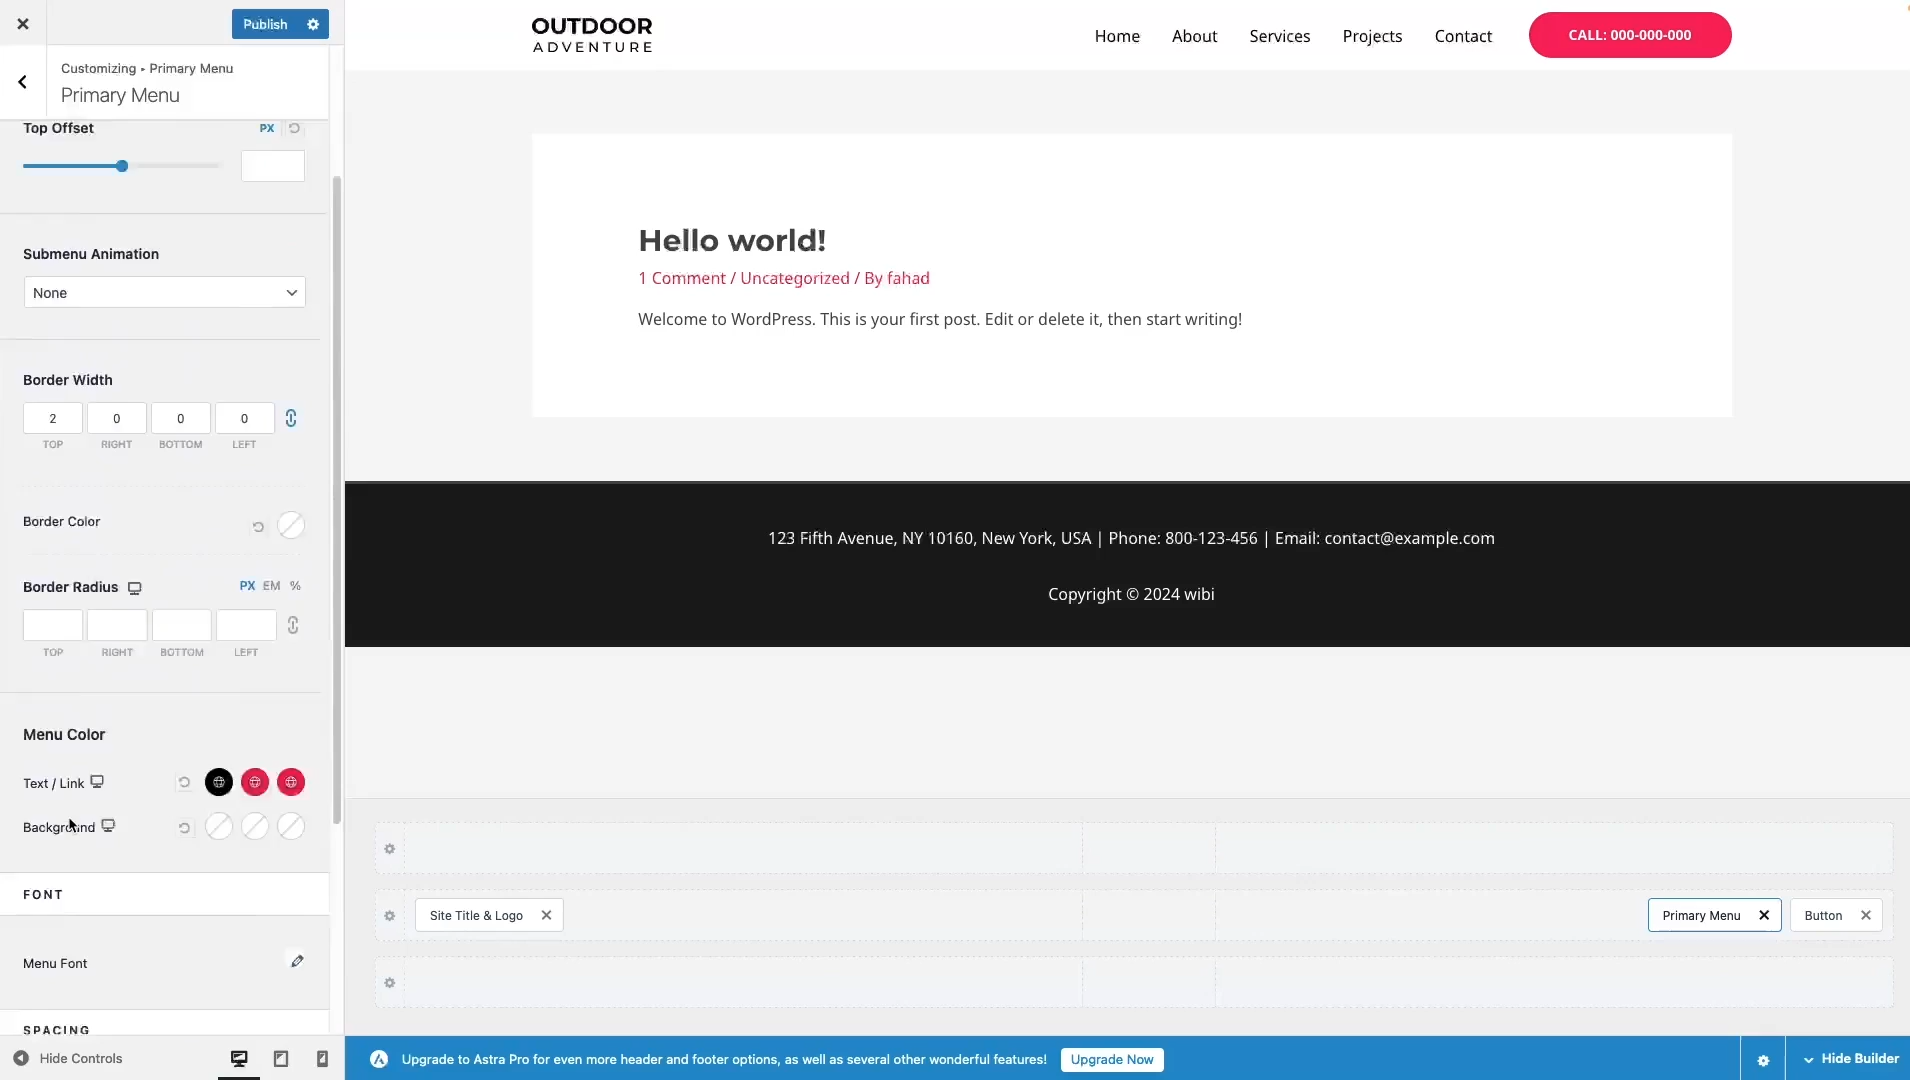 Publish
Customizing ▸ Primary Menu
Primary Menu
Top Offset
PX
Submenu Animation
None
Border Width
2 0 0 0
TOP RIGHT BOTTOM LEFT
Border Color
Border Radius
PX EM %
TOP RIGHT BOTTOM LEFT
Menu Color
Text / Link
Background
FONT
Menu Font
SPACING
Hide Controls
OUTDOOR
ADVENTURE
Home About Services Projects Contact
CALL: 000-000-000
Hello world!
1 Comment / Uncategorized / By fahad
Welcome to WordPress. This is your first post. Edit or delete it, then start writing!
123 Fifth Avenue, NY 10160, New York, USA | Phone: 800-123-456 | Email: contact@example.com
Copyright © 2024 wibi
Site Title & Logo
Primary Menu
Button
Upgrade to Astra Pro for even more header and footer options, as well as several other wonderful features!
Upgrade Now
Hide Builder